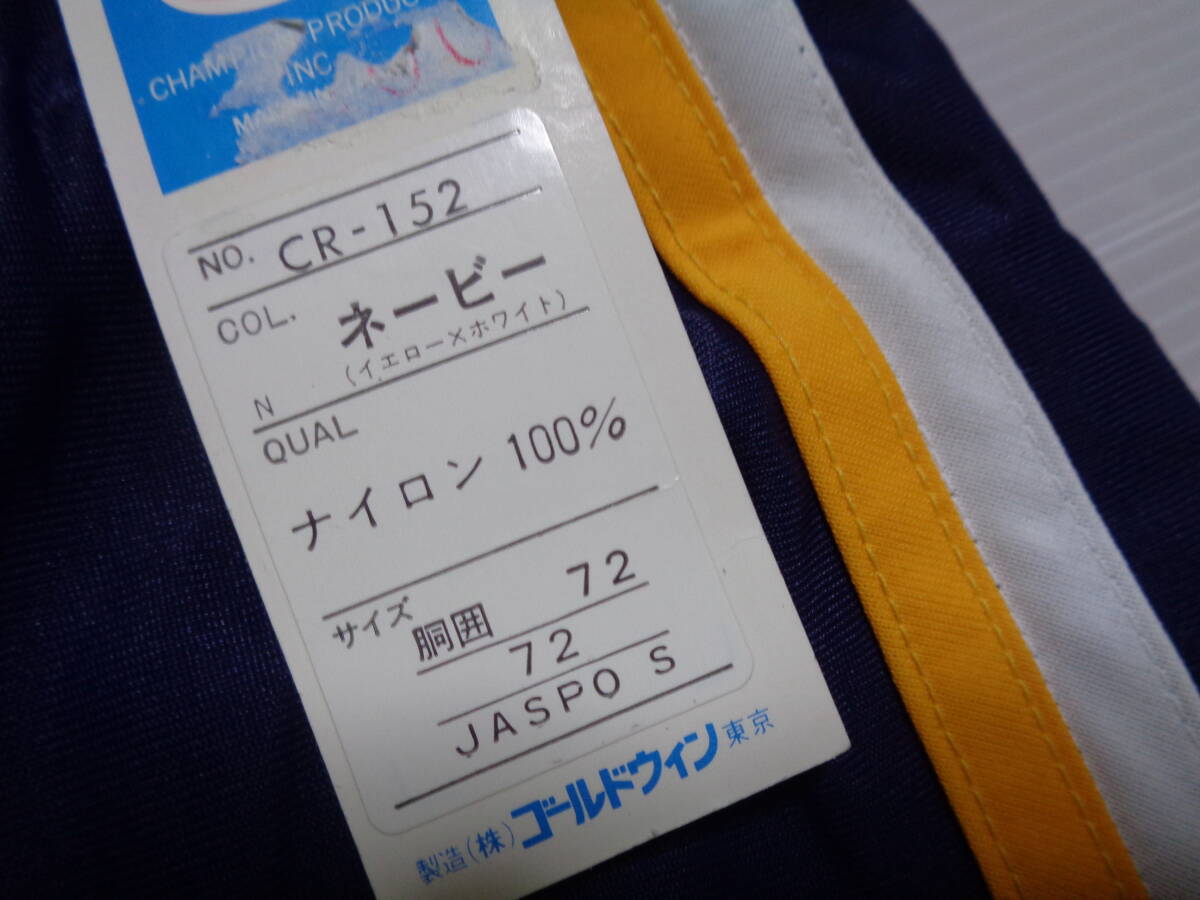 CHAMPION PRODUCTS
INC.
NO. CR-152
COL. ネービー
(イエロー×ホワイト)
N
QUAL
ナイロン 100%
サイズ
胴囲 72
72
JASPO S
製造(株)ゴールドウィン東京